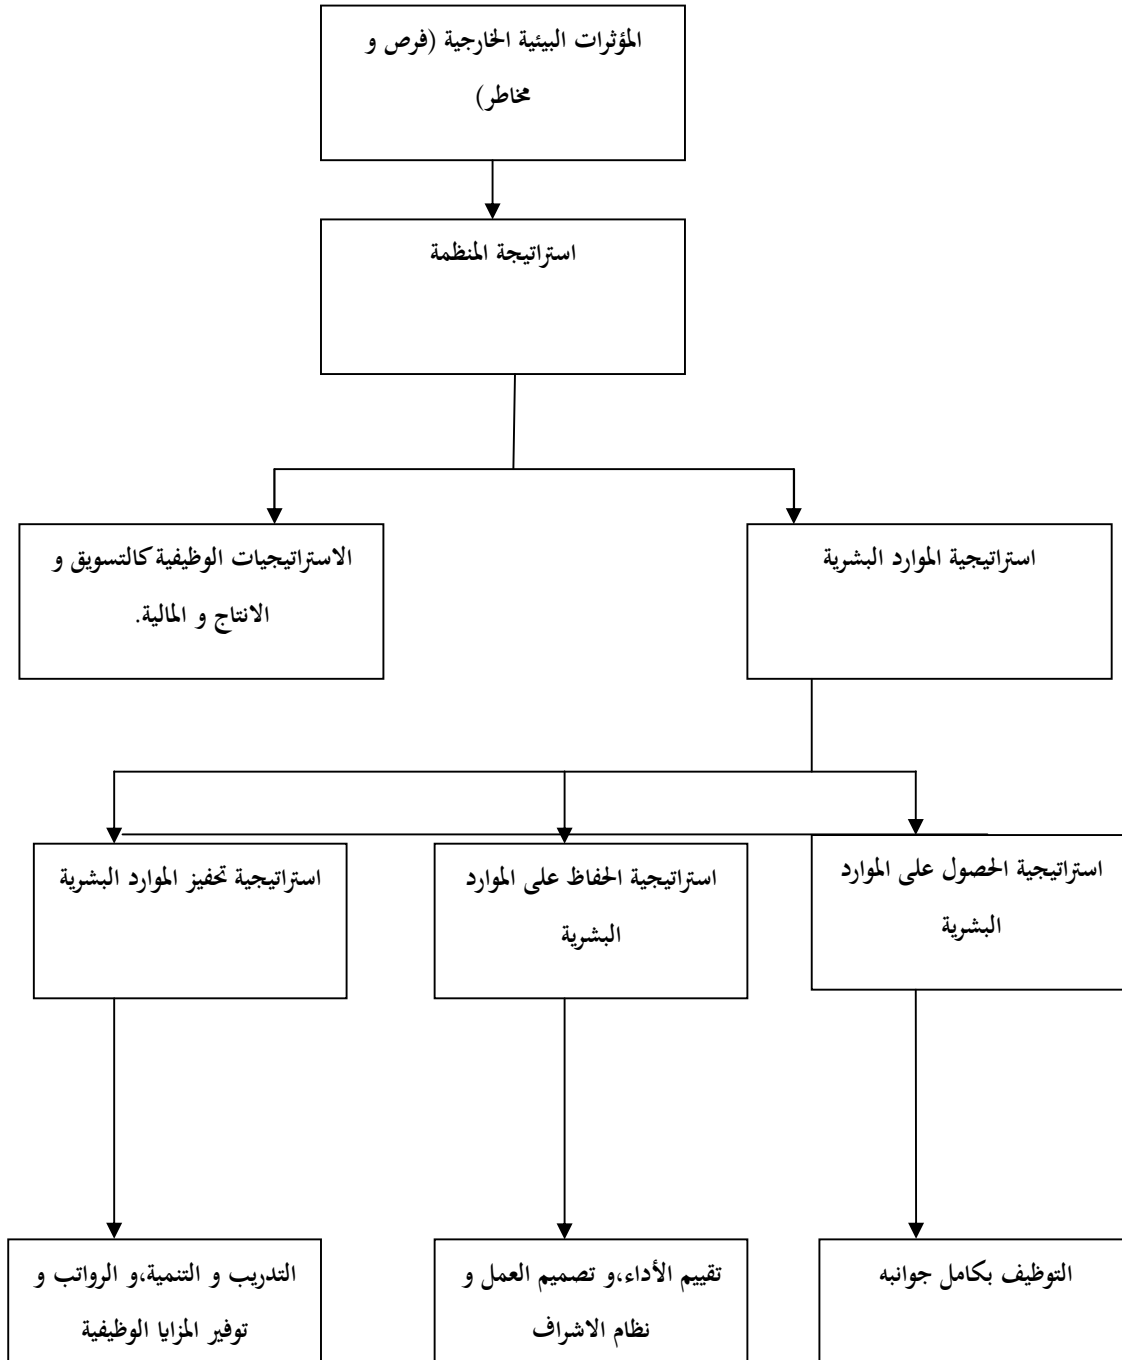 المؤثرات البيئية الخارجية (فرص و
مخاطر)
استراتيجة المنظمة
استراتيجية الموارد البشرية
الاستراتيجيات الوظيفية كالتسويق و
الانتاج و المالية.
استراتيجية الحصول على الموارد
البشرية
استراتيجية الحفاظ على الموارد
البشرية
استراتيجية تحفيز الموارد البشرية
التوظيف بكامل جوانبه
تقييم الأداء،و تصميم العمل و
نظام الاشراف
التدريب و التنمية،و الرواتب و
توفير المزايا الوظيفية